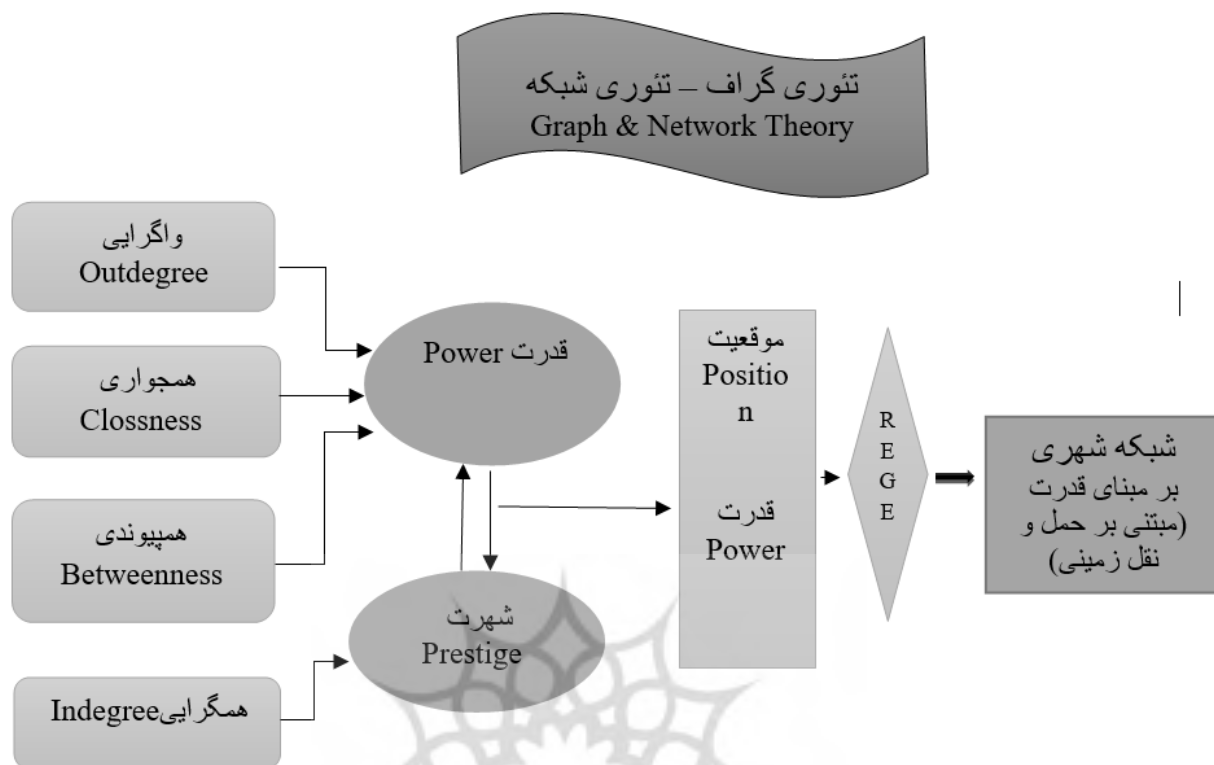 تئوری گراف – تئوری شبکه
Graph & Network Theory
واگرایی
Outdegree
همجواری
Clossness
همپیوندی
Betweenness
همگرایی Indegree
قدرت Power
شهرت
Prestige
موقعیت
Positio
n
قدرت
Power
R
E
G
E
شبکه شهری
بر مبنای قدرت
(مبتنی بر حمل و
نقل زمینی)